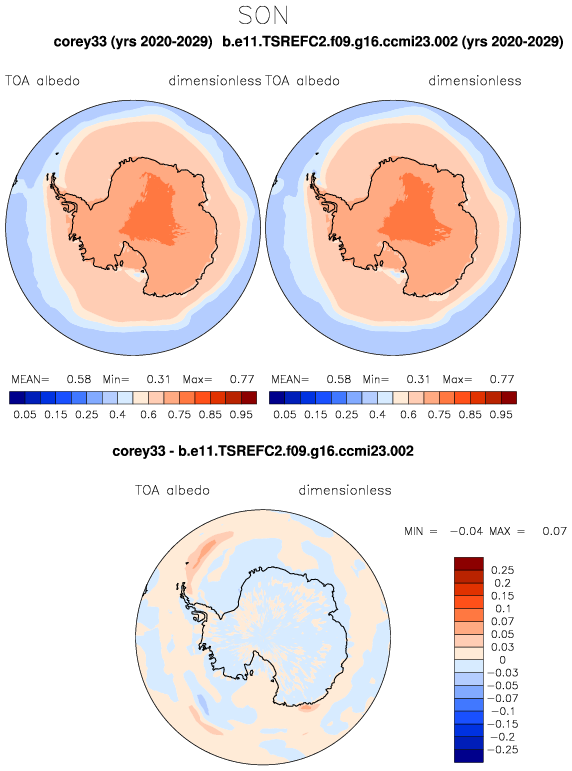 SON
corey33 (yrs 2020-2029) b.e11.TSREFC2.f09.g16.ccmi23.002 (yrs 2020-2029)
TOA albedo dimensionless TOA albedo dimensionless
MEAN= 0.58 Min= 0.31 Max= 0.77 MEAN= 0.58 Min= 0.31 Max= 0.77
0.05 0.15 0.25 0.4 0.6 0.75 0.85 0.95 0.05 0.15 0.25 0.4 0.6 0.75 0.85 0.95
corey33 - b.e11.TSREFC2.f09.g16.ccmi23.002
TOA albedo dimensionless
MIN = -0.04 MAX = 0.07
0.25
0.2
0.15
0.1
0.07
0.05
0.03
0
-0.03
-0.05
-0.07
-0.1
-0.15
-0.2
-0.25